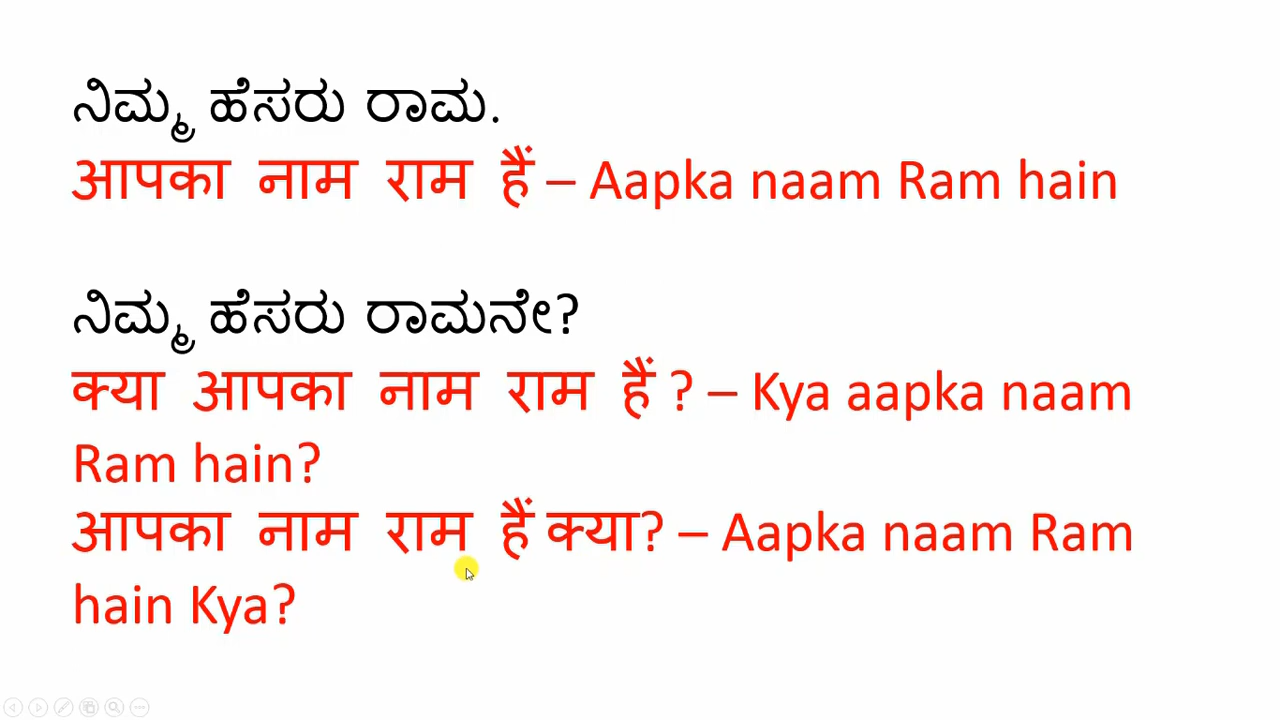 ನಿಮ್ಮ ಹೆಸರು ರಾಮ.
आपका नाम राम हैं – Aapka naam Ram hain
ನಿಮ್ಮ ಹೆಸರು ರಾಮನೇ?
क्या आपका नाम राम हैं ? – Kya aapka naam
Ram hain?
आपका नाम राम हैं क्या? – Aapka naam Ram
hain Kya?